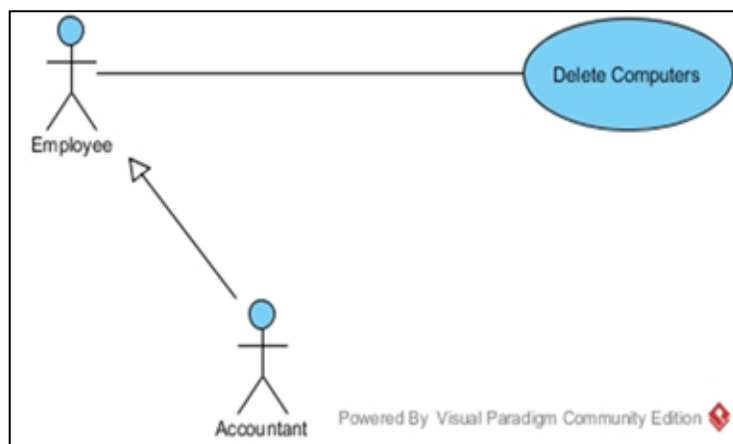 Delete Computers
Employee
Accountant
Powered By Visual Paradigm Community Edition